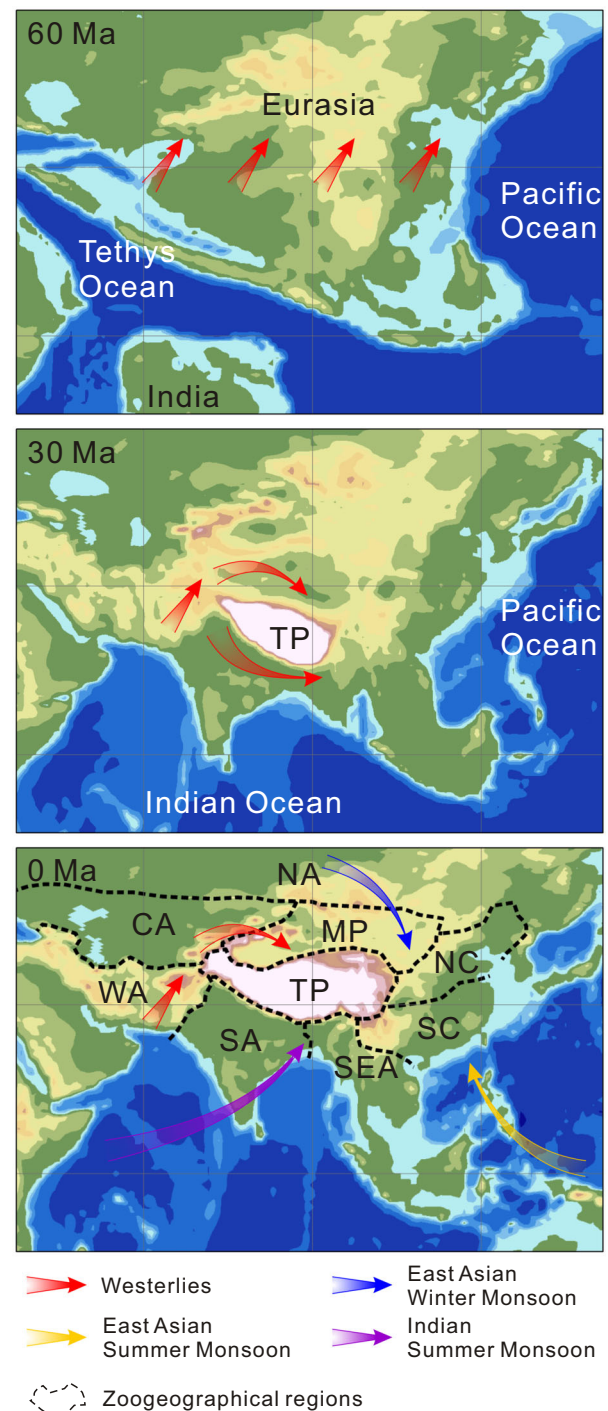 60 Ma
Eurasia
Pacific
Ocean
Tethys
Ocean
India
30 Ma
TP
Pacific
Ocean
Indian Ocean
0 Ma
NA
CA
MP
NC
WA
TP
SA
SC
SEA
Westerlies
East Asian
Winter Monsoon
East Asian
Summer Monsoon
Indian
Summer Monsoon
Zoogeographical regions